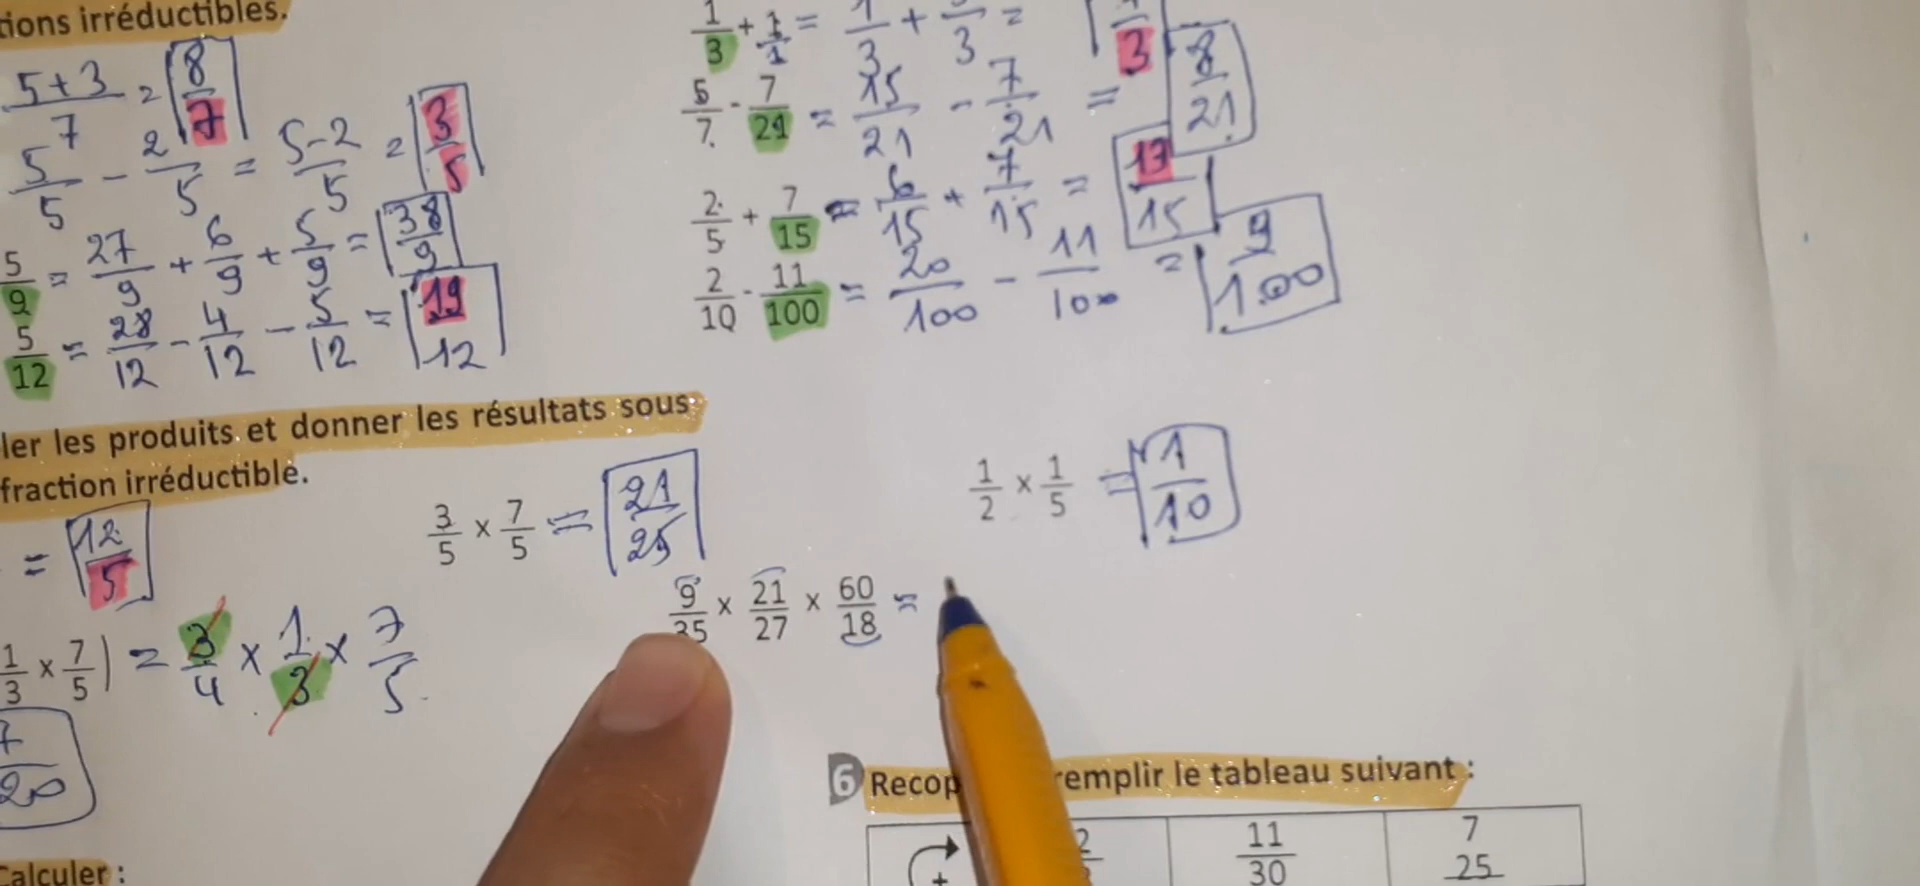 tions irréductibles.
5+3/7 = 8/7
5/5 - 2/5 = 5-2/5 = 3/5
5/9 = 27/9 + 6/9 + 5/9 = 38/9
5/12 = 28/12 - 4/12 - 5/12 = 19/12
1/3 + 1/1 = 1/3 + 3/3 = /3
5/7 - 7/21 = 15/21 - 7/21 = 8/21
2/5 + 7/15 = 6/15 + 7/15 = 13/15
2/10 - 11/100 = 20/100 - 11/100 = 9/100
ler les produits et donner les résultats sous
fraction irréductible.
= 12/5
3/5 × 7/5 = 21/25
1/2 × 1/5 = 1/10
1/3 × 7/5) = 3/4 × 1/3 × 7/5
7/20
9/35 × 21/27 × 60/18 =
6 Recop remplir le tableau suivant :
+ 2 11/30 7/25
Calculer :